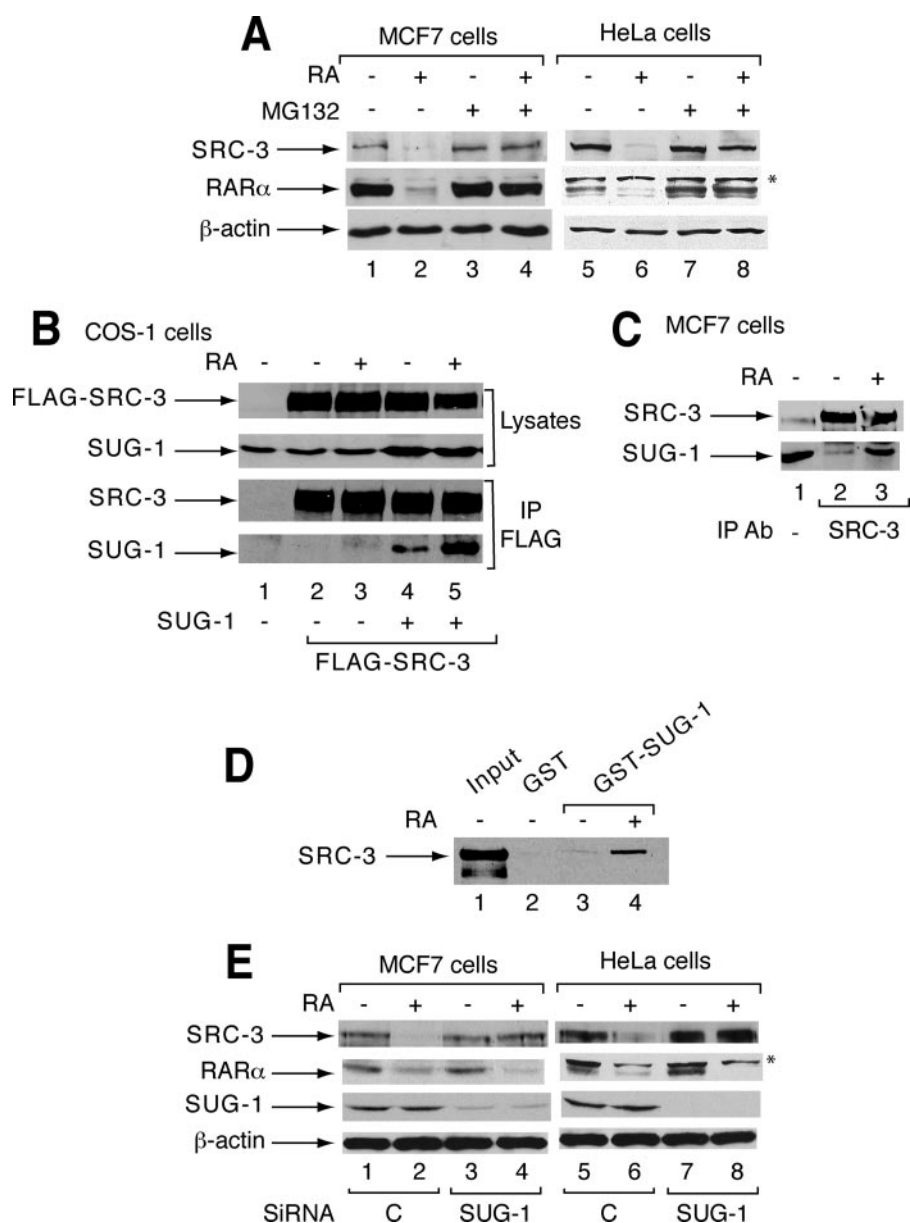 A
MCF7 cells HeLa cells
RA - + - + - + - +
MG132 - - + + - - + +
SRC-3
RARα *
β-actin
1 2 3 4 5 6 7 8
B COS-1 cells
RA - - + - +
FLAG-SRC-3
SUG-1
Lysates
SRC-3
SUG-1
IP
FLAG
1 2 3 4 5
SUG-1 - - - + +
FLAG-SRC-3
C MCF7 cells
RA - - +
SRC-3
SUG-1
1 2 3
IP Ab - SRC-3
D
Input GST GST-SUG-1
RA - - - +
SRC-3
1 2 3 4
E
MCF7 cells HeLa cells
RA - + - + - + - +
SRC-3
RARα *
SUG-1
β-actin
1 2 3 4 5 6 7 8
SiRNA C SUG-1 C SUG-1